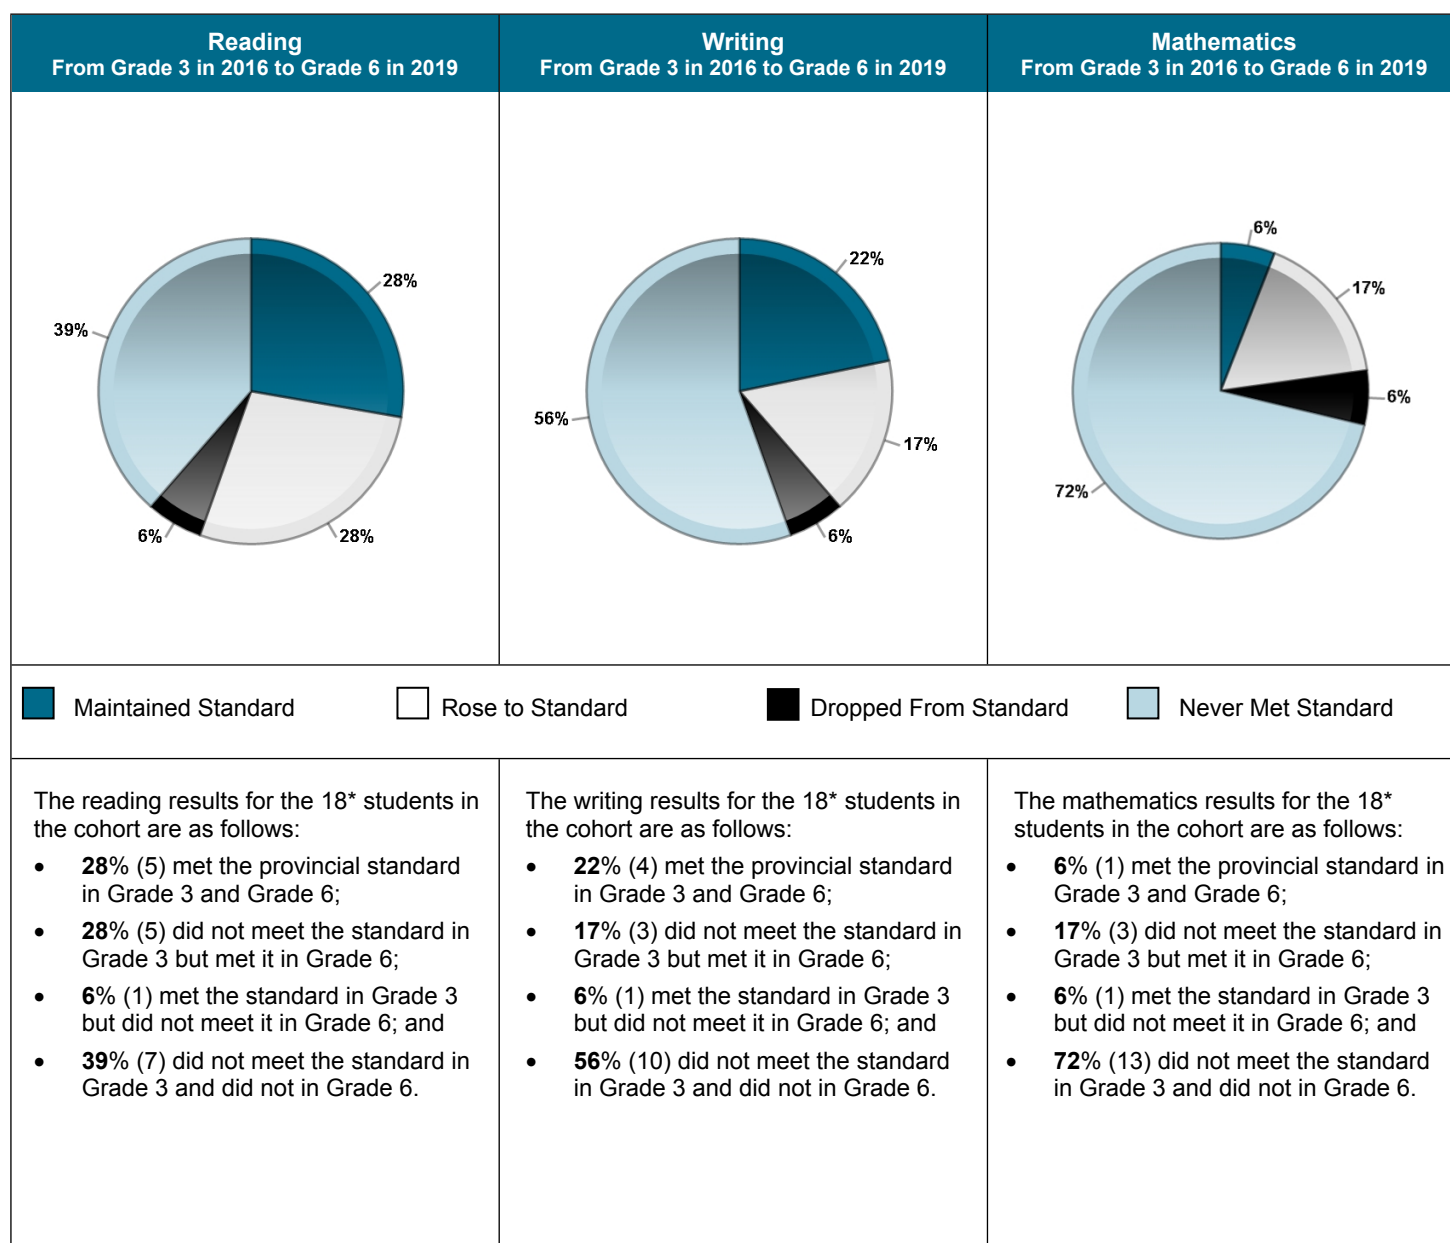 Reading
From Grade 3 in 2016 to Grade 6 in 2019
Writing
From Grade 3 in 2016 to Grade 6 in 2019
Mathematics
From Grade 3 in 2016 to Grade 6 in 2019
28%
39%
6%
28%
22%
56%
17%
6%
6%
17%
6%
72%
Maintained Standard
Rose to Standard
Dropped From Standard
Never Met Standard
The reading results for the 18* students in
the cohort are as follows:
• 28% (5) met the provincial standard
in Grade 3 and Grade 6;
• 28% (5) did not meet the standard in
Grade 3 but met it in Grade 6;
• 6% (1) met the standard in Grade 3
but did not meet it in Grade 6; and
• 39% (7) did not meet the standard in
Grade 3 and did not in Grade 6.
The writing results for the 18* students in
the cohort are as follows:
• 22% (4) met the provincial standard
in Grade 3 and Grade 6;
• 17% (3) did not meet the standard in
Grade 3 but met it in Grade 6;
• 6% (1) met the standard in Grade 3
but did not meet it in Grade 6; and
• 56% (10) did not meet the standard
in Grade 3 and did not in Grade 6.
The mathematics results for the 18*
students in the cohort are as follows:
• 6% (1) met the provincial standard in
Grade 3 and Grade 6;
• 17% (3) did not meet the standard in
Grade 3 but met it in Grade 6;
• 6% (1) met the standard in Grade 3
but did not meet it in Grade 6; and
• 72% (13) did not meet the standard
in Grade 3 and did not in Grade 6.